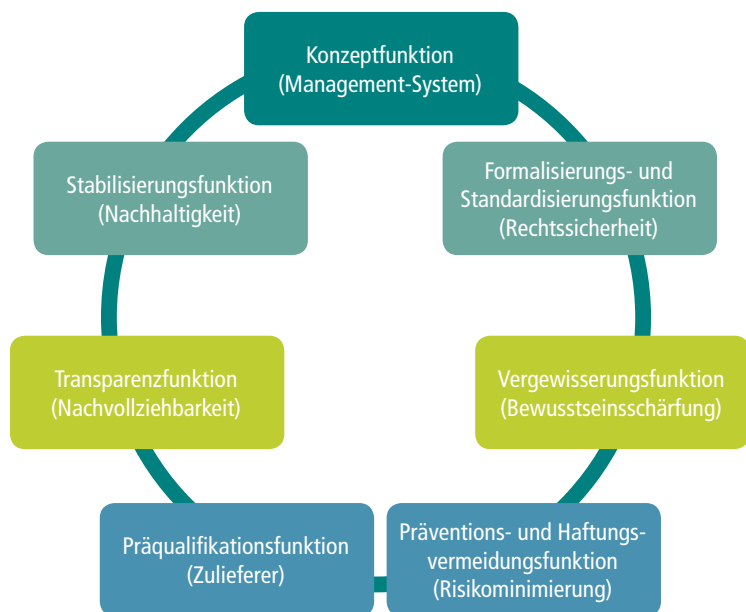 Konzeptfunktion
(Management-System)
Stabilisierungsfunktion
(Nachhaltigkeit)
Formalisierungs- und
Standardisierungsfunktion
(Rechtssicherheit)
Transparenzfunktion
(Nachvollziehbarkeit)
Vergewisserungsfunktion
(Bewusstseinsschärfung)
Präqualifikationsfunktion
(Zulieferer)
Präventions- und Haftungs-
vermeidungsfunktion
(Risikominimierung)